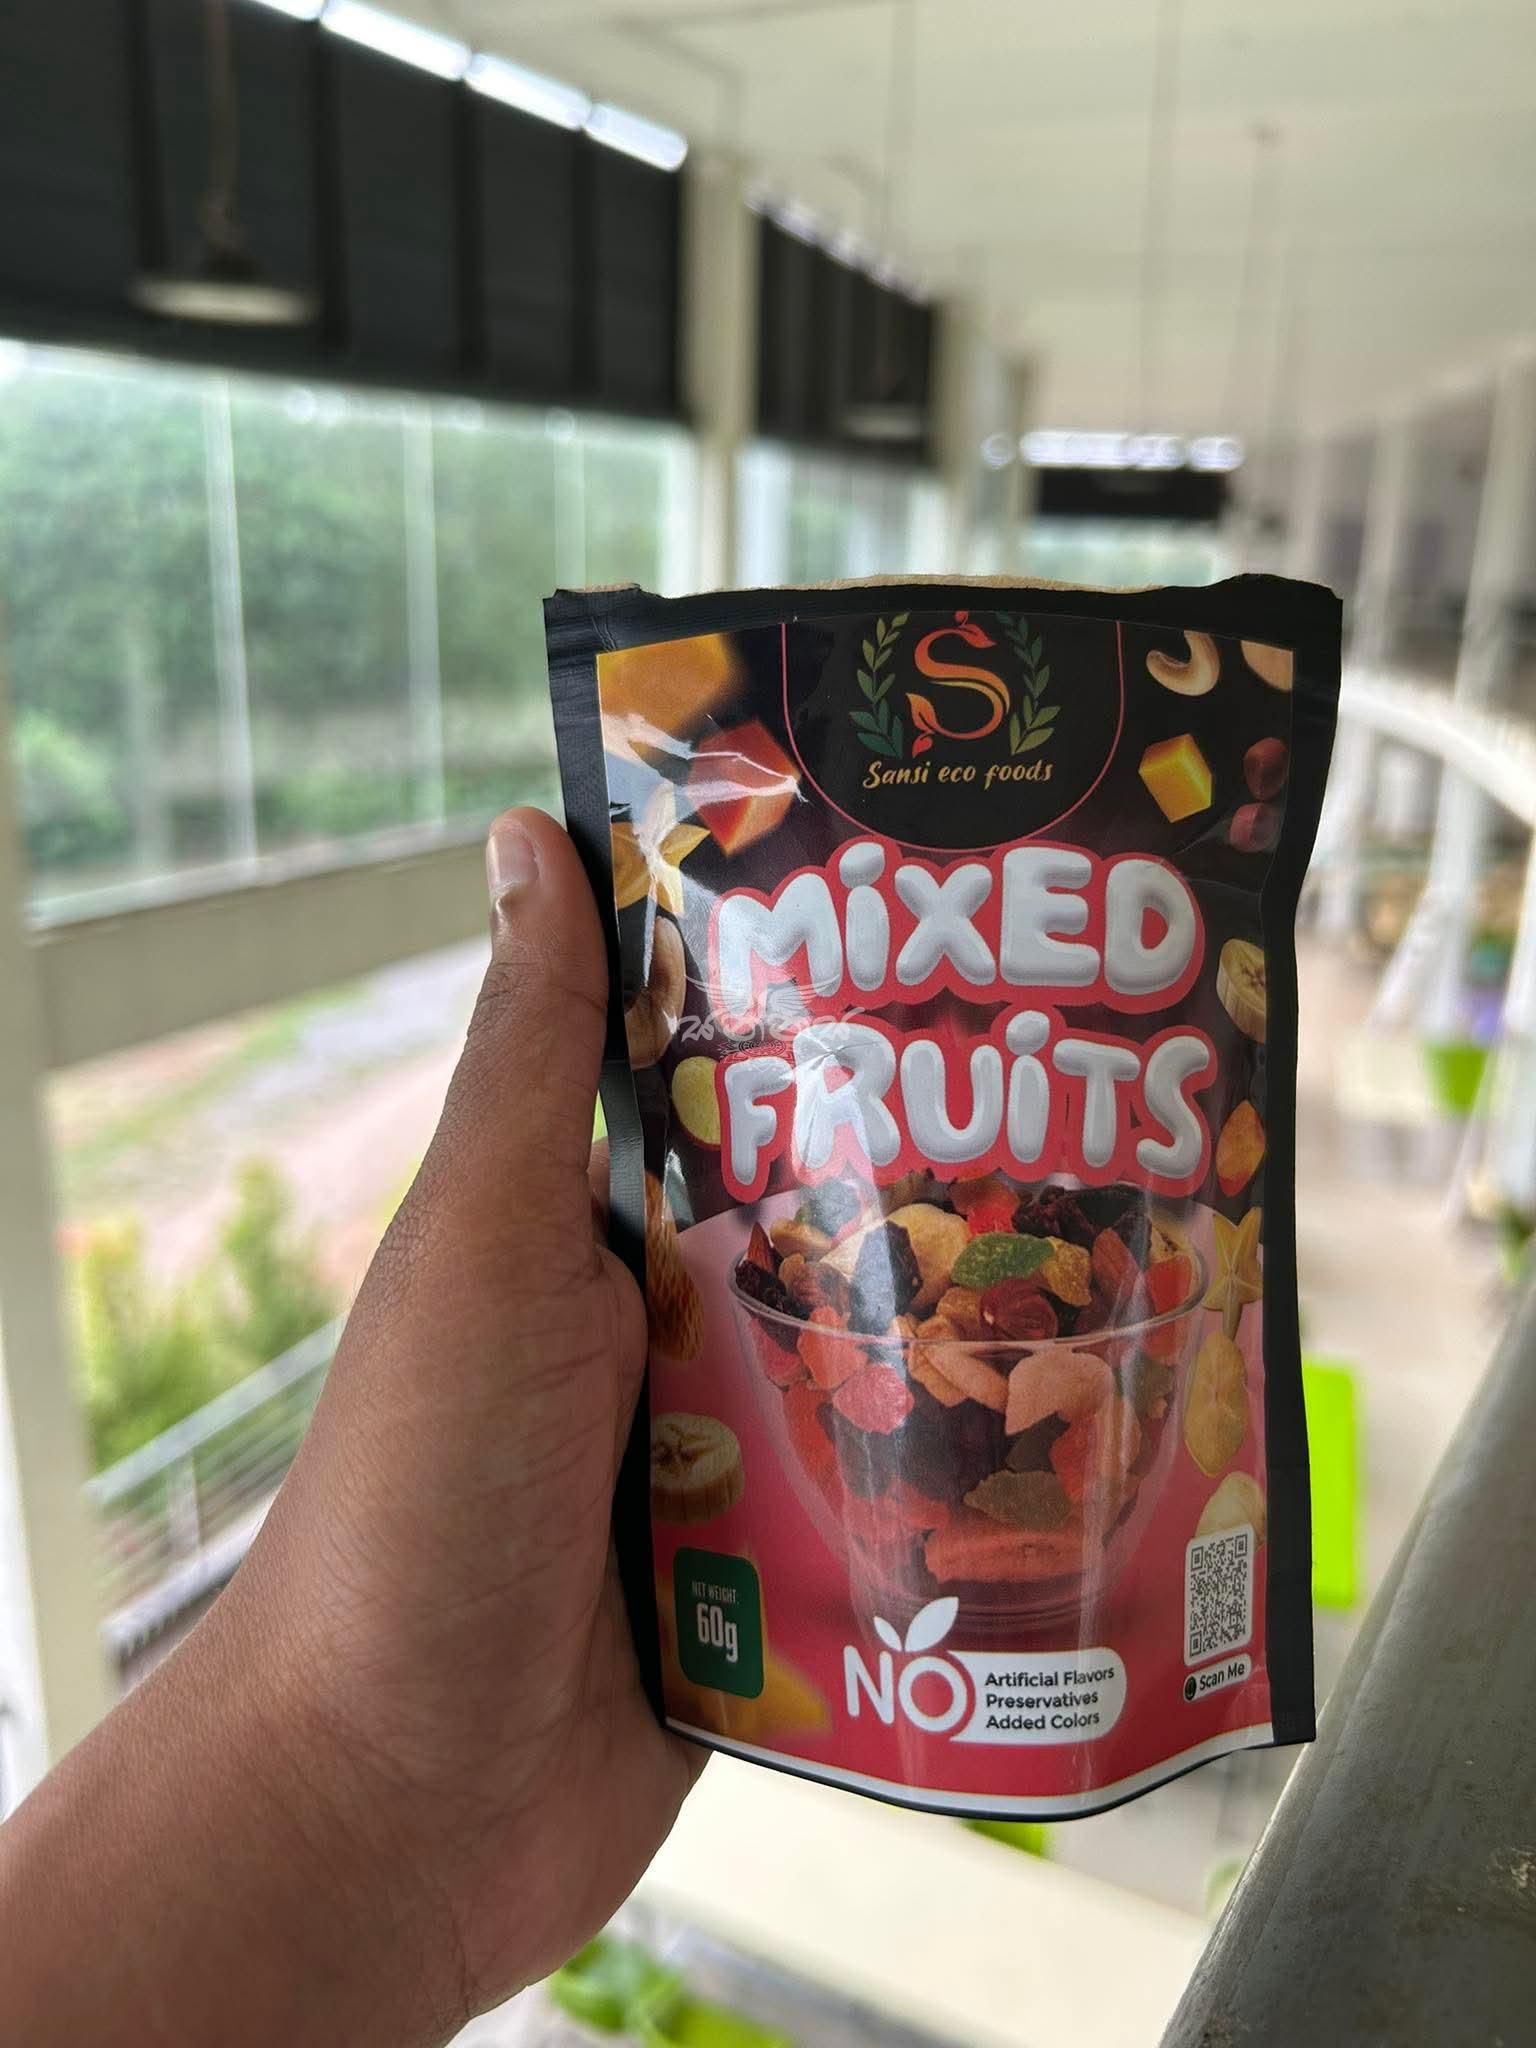 S
Sansi eco foods
MiXED
FRUiTS
NET WEIGHT:
60g
NO
Artificial Flavors
Preservatives
Added Colors
Scan Me